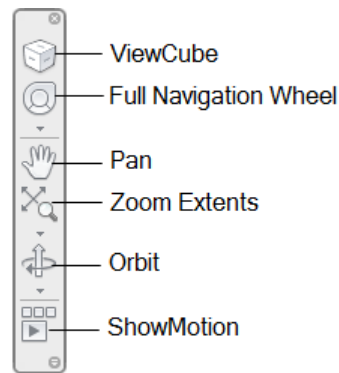 ViewCube
Full Navigation Wheel
Pan
Zoom Extents
Orbit
ShowMotion